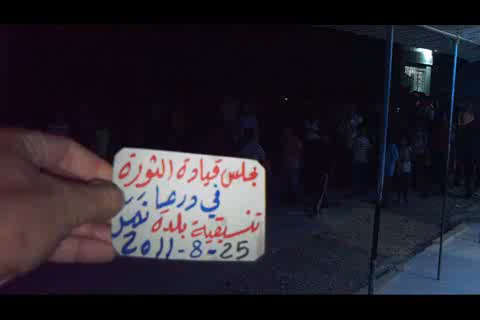 مجلس قيادة الثورة
في درعا
تنسيقية بلدة نمر
2011-8-25